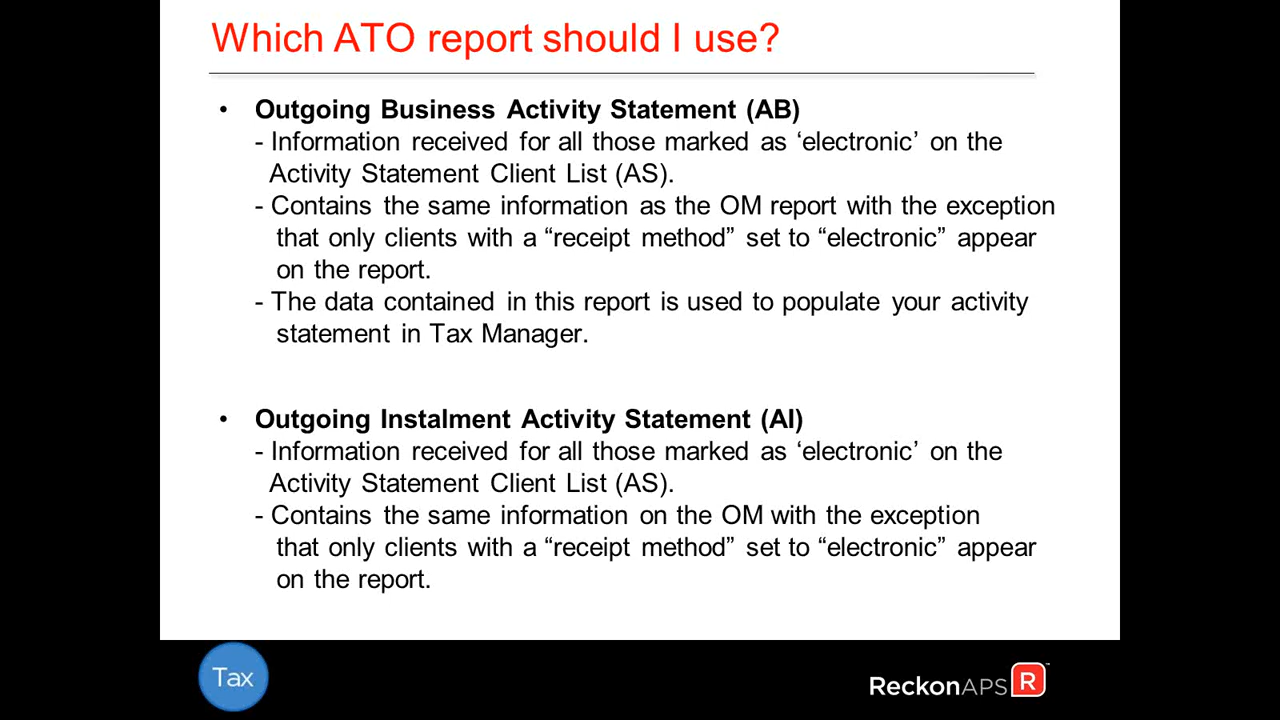 Which ATO report should I use?
• Outgoing Business Activity Statement (AB)
- Information received for all those marked as ‘electronic’ on the
Activity Statement Client List (AS).
- Contains the same information as the OM report with the exception
that only clients with a “receipt method” set to “electronic” appear
on the report.
- The data contained in this report is used to populate your activity
statement in Tax Manager.
• Outgoing Instalment Activity Statement (AI)
- Information received for all those marked as ‘electronic’ on the
Activity Statement Client List (AS).
- Contains the same information on the OM with the exception
that only clients with a “receipt method” set to “electronic” appear
on the report.
Tax
ReckonAPS R